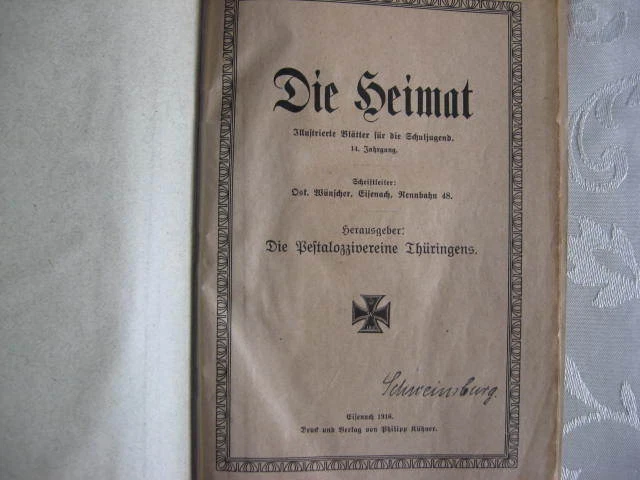 Die Heimat
Illustrierte Blätter für die Schuljugend.
14. Jahrgang.
Schriftleiter:
Osk. Wünscher, Eisenach, Rennbahn 48.
Herausgeber:
Die Pestalozzivereine Thüringens.
Schweinsburg.
Eisenach 1916.
Druck und Verlag von Philipp Kühner.